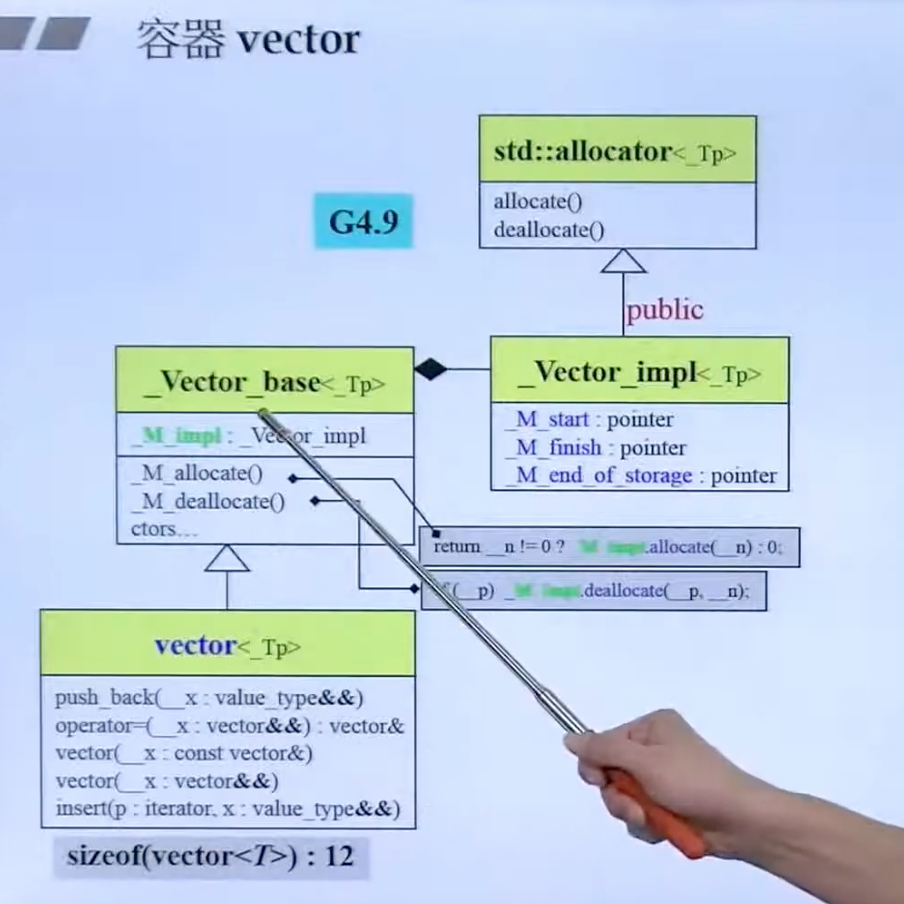 容器 vector
std::allocator<_Tp>
allocate()
deallocate()
G4.9
public
_Vector_base<_Tp>
_M_impl : _Vector_impl
_M_allocate()
_M_deallocate()
ctors...
_Vector_impl<_Tp>
_M_start : pointer
_M_finish : pointer
_M_end_of_storage : pointer
return __n != 0 ? _M_impl.allocate(__n) : 0;
(__p) _M_impl.deallocate(__p, __n);
vector<_Tp>
push_back(__x : value_type&&)
operator=(__x : vector&&) : vector&
vector(__x : const vector&)
vector(__x : vector&&)
insert(p : iterator, x : value_type&&)
sizeof(vector<T>) : 12